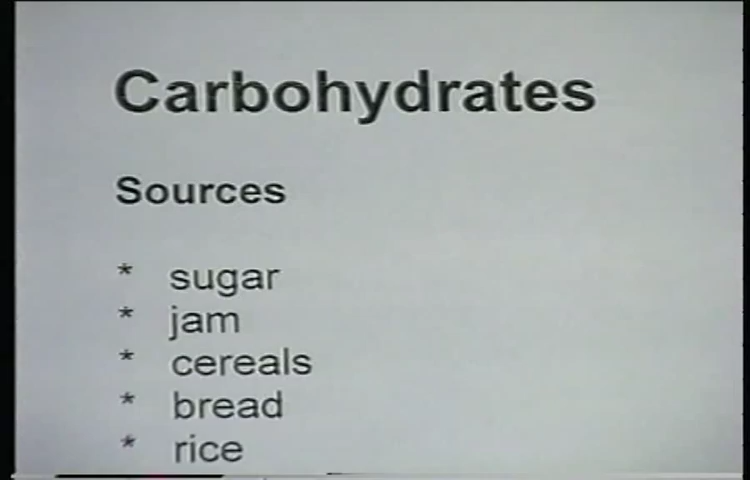 Carbohydrates
Sources
* sugar
* jam
* cereals
* bread
* rice